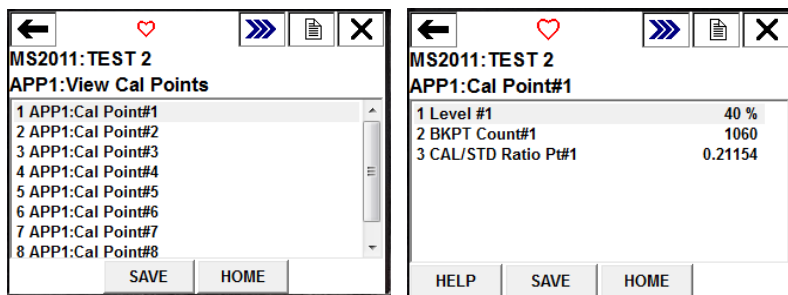 MS2011:TEST 2
APP1:View Cal Points
1 APP1:Cal Point#1
2 APP1:Cal Point#2
3 APP1:Cal Point#3
4 APP1:Cal Point#4
5 APP1:Cal Point#5
6 APP1:Cal Point#6
7 APP1:Cal Point#7
8 APP1:Cal Point#8
SAVE HOME
MS2011:TEST 2
APP1:Cal Point#1
1 Level #1 40 %
2 BKPT Count#1 1060
3 CAL/STD Ratio Pt#1 0.21154
HELP SAVE HOME